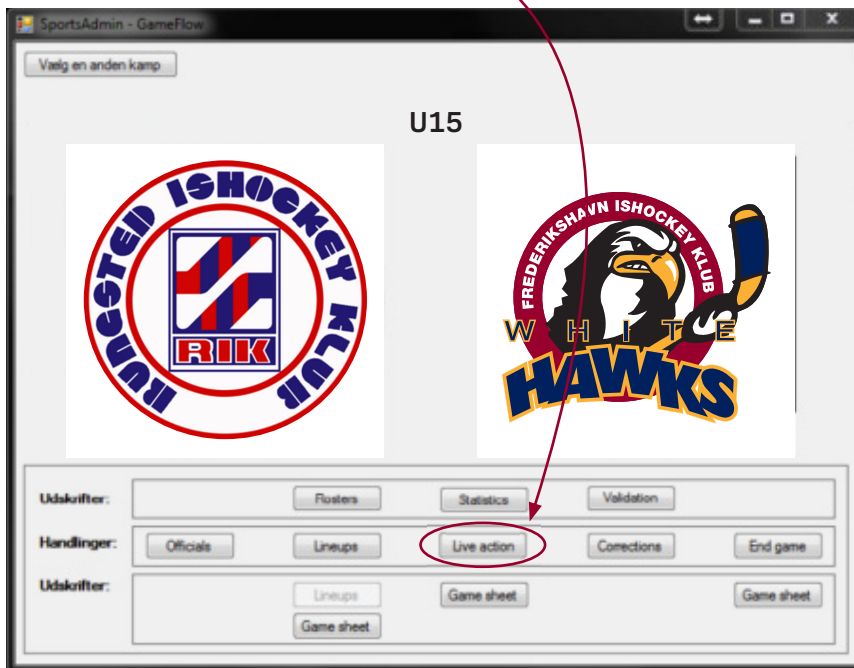 SportsAdmin - GameFlow
Vælg en anden kamp
U15
RUNGSTED ISHOCKEY KLUB
RIK
FREDERIKSHAVN ISHOCKEY KLUB
WHITE
HAWKS
Udskrifter:
Rosters
Statistics
Validation
Handlinger:
Officials
Lineups
Live action
Corrections
End game
Udskrifter:
Lineups
Game sheet
Game sheet
Game sheet